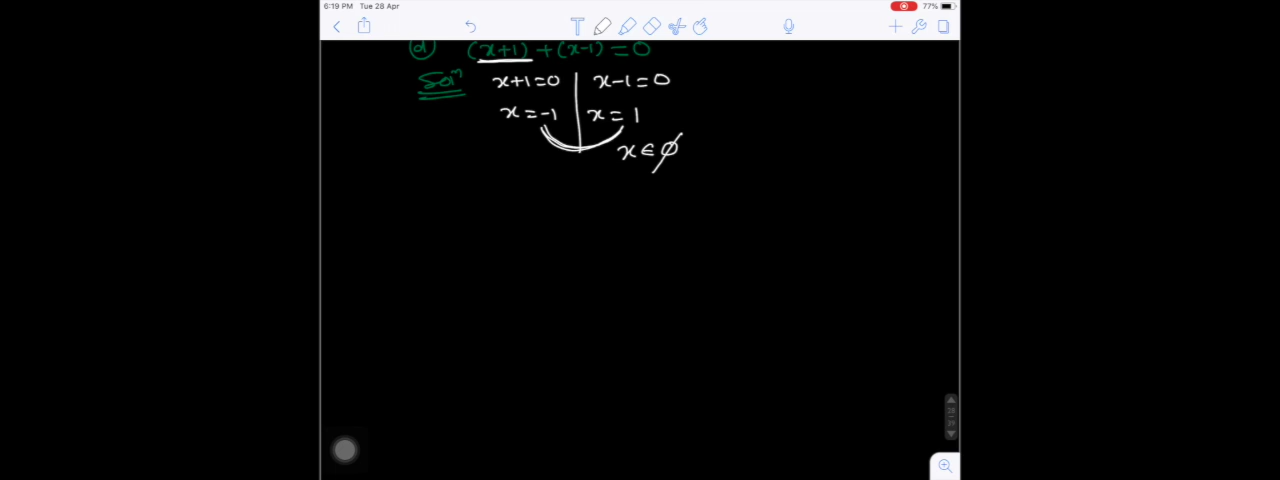 6:19 PM Tue 28 Apr 77%
T
(d) (x+1) + (x-1) = 0
Solⁿ x+1=0 x-1=0
x=-1 x=1
x∈∅